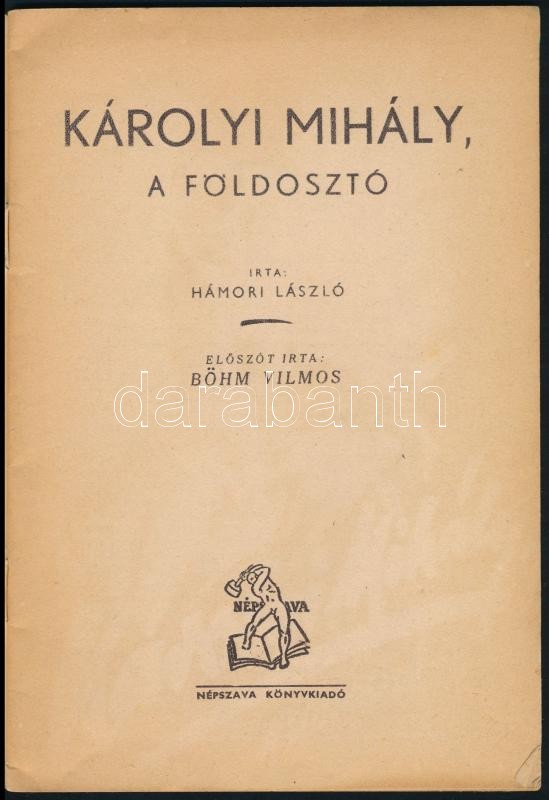 KÁROLYI MIHÁLY,
A FÖLDOSZTÓ
IRTA:
HÁMORI LÁSZLÓ
ELŐSZÓT IRTA:
BÖHM VILMOS
darabanth
NÉPSZAVA
NÉPSZAVA KÖNYVKIADÓ